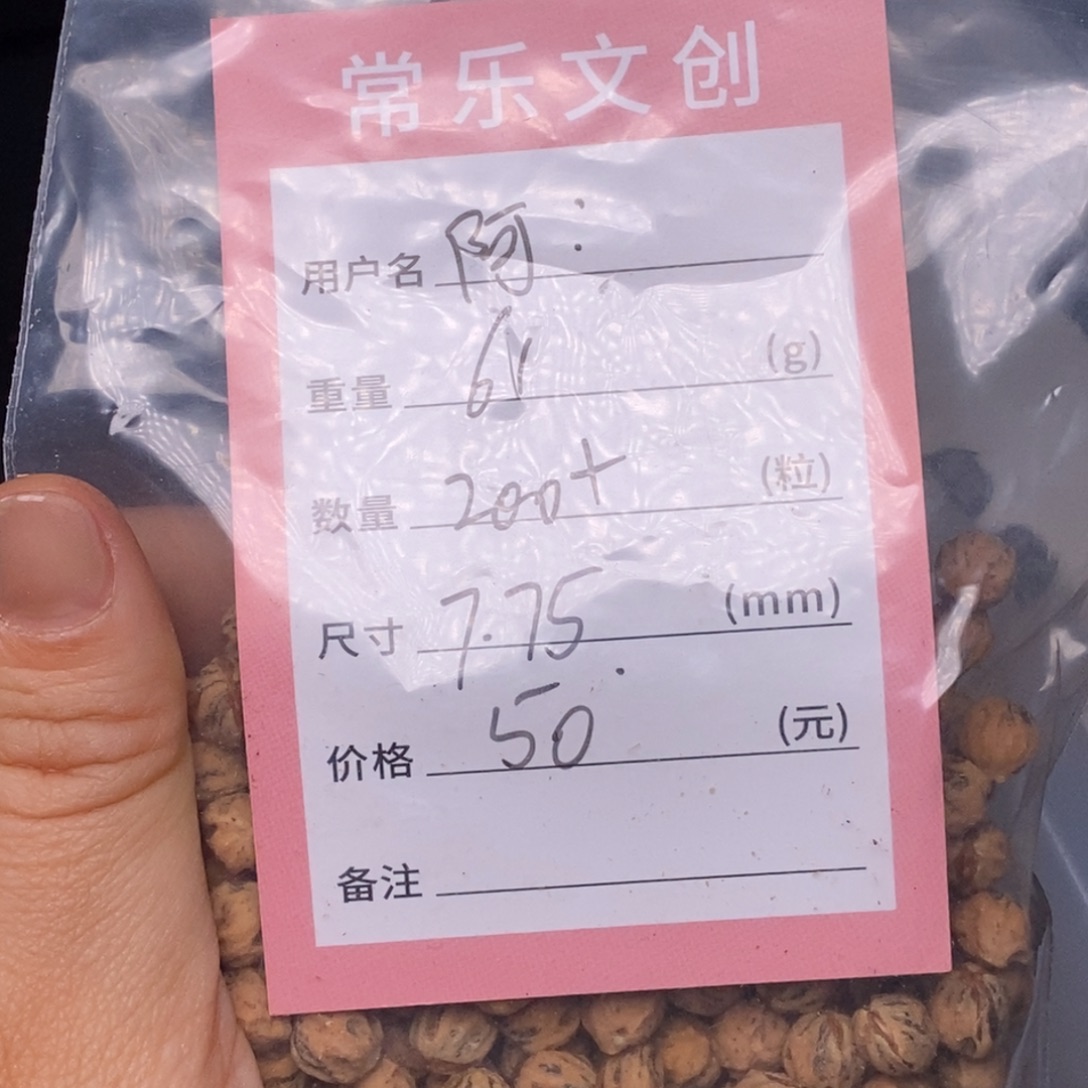 常乐文创
用户名 阿:
重量 61 (g)
数量 200+ (粒)
尺寸 7.75 (mm)
价格 50 (元)
备注